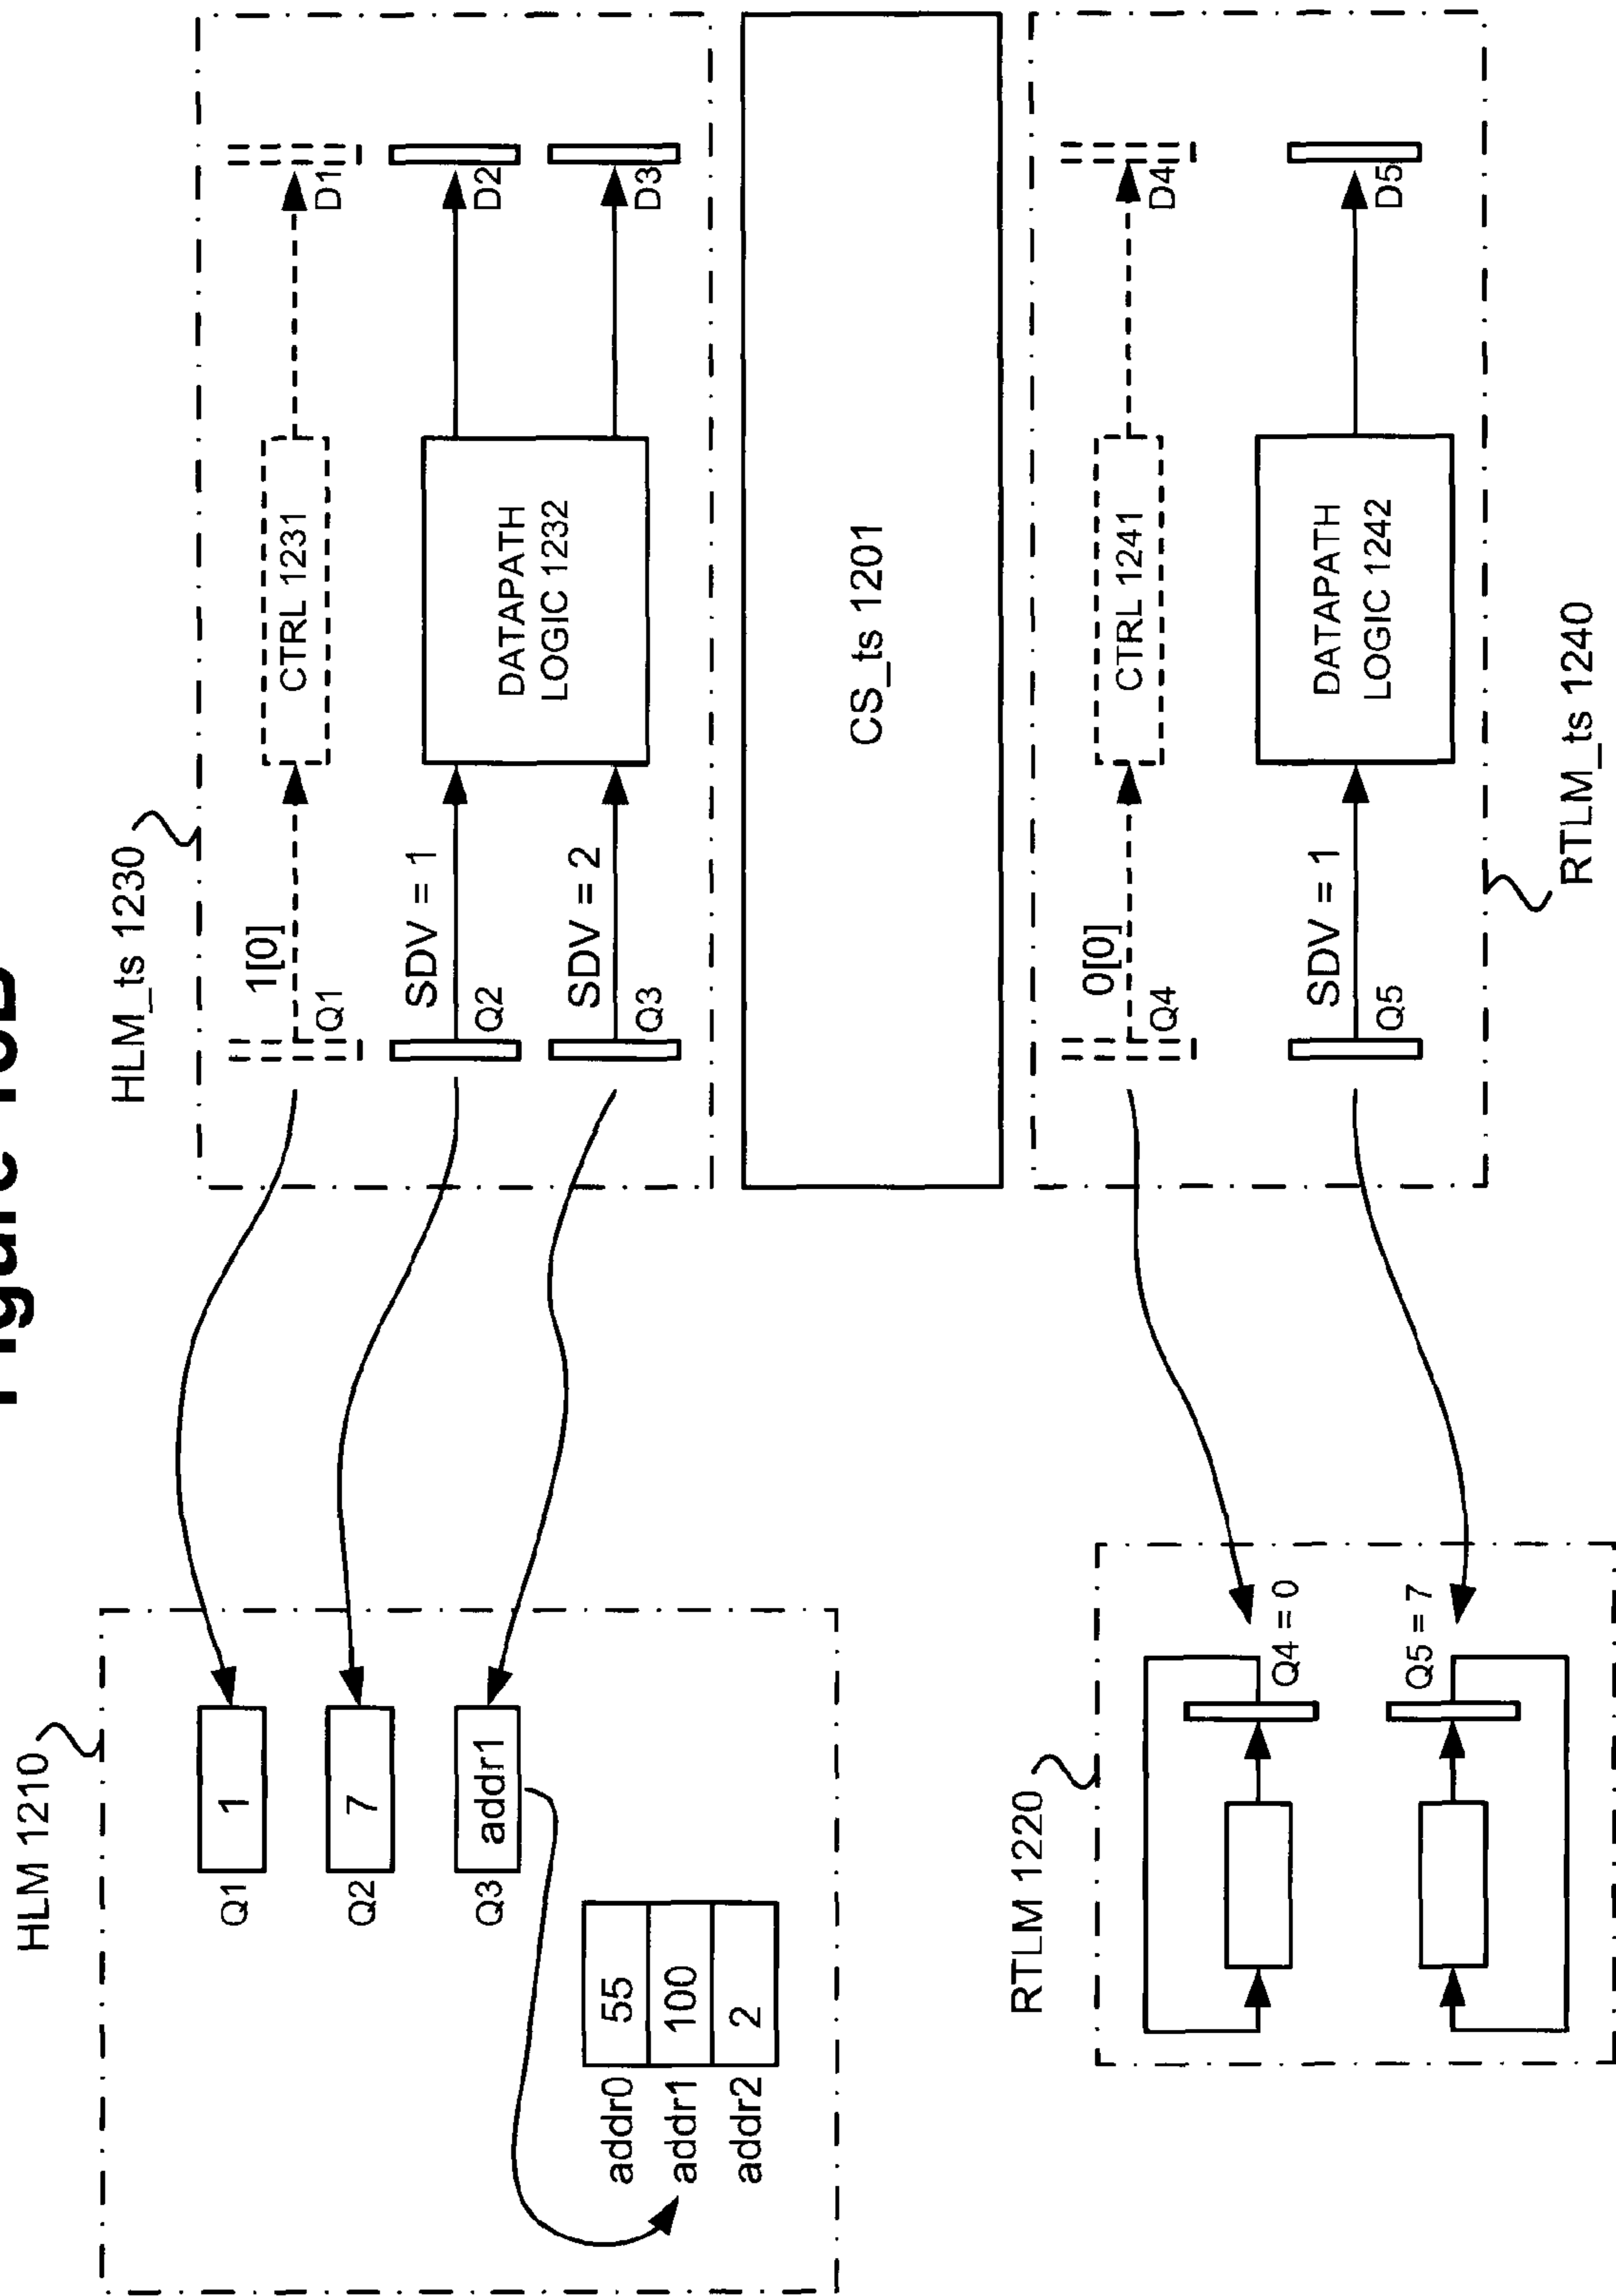 Figure
HLM 1210
HLM_ts 1230
Q1
1
1[0]
Q1
CTRL 1231
D1
Q2
7
SDV = 1
Q2
DATAPATH
LOGIC 1232
D2
Q3
addr1
SDV = 2
Q3
D3
addr0
55
addr1
100
addr2
2
CS_ts 1201
RTLM 1220
Q4 = 0
Q5 = 7
0[0]
Q4
CTRL 1241
D4
SDV = 1
Q5
DATAPATH
LOGIC 1242
D5
RTLM_ts 1240